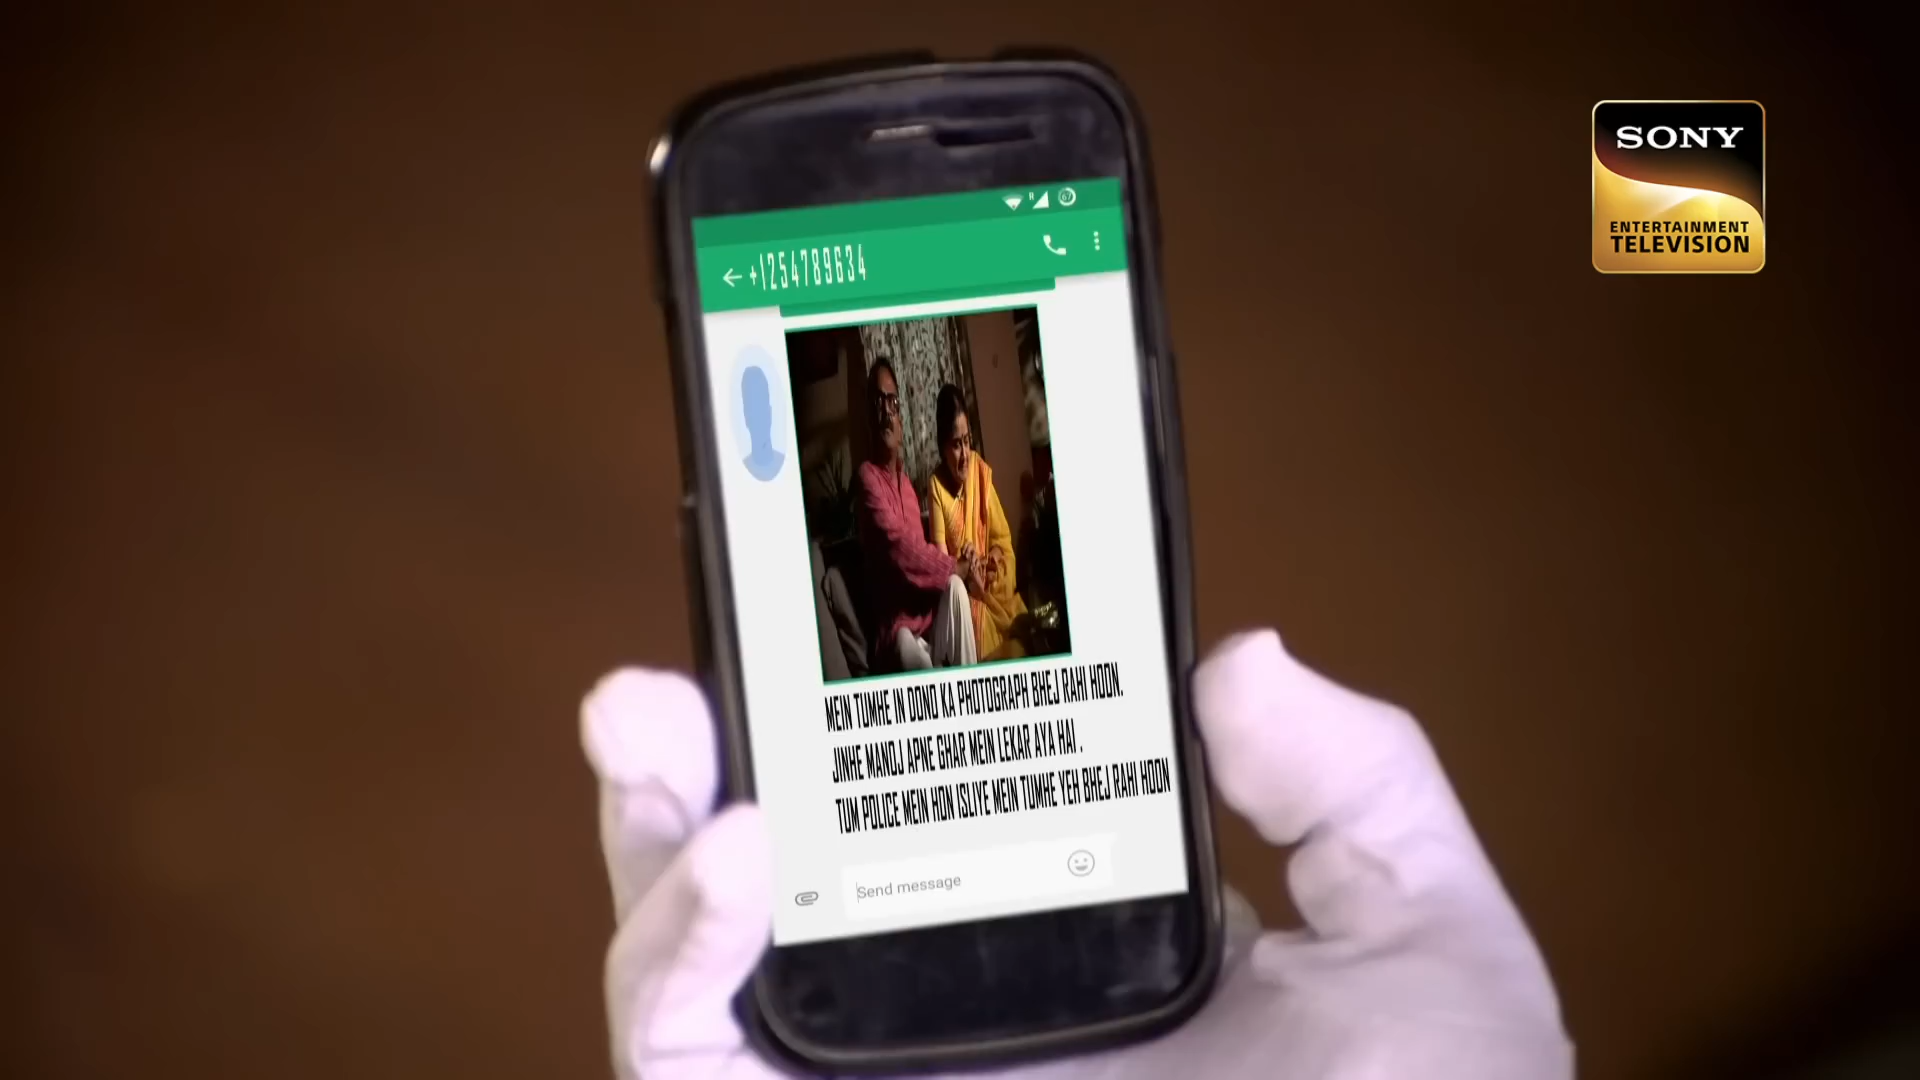 SONY
ENTERTAINMENT
TELEVISION
+1254789634
MEIN TUMHE IN DONO KA PHOTOGRAPH BHEJ RAHI HOON.
JINHE MANOJ APNE GHAR MEIN LEKAR AYA HAI .
TUM POLICE MEIN HON ISLIYE MEIN TUMHE YEH BHEJ RAHI HOON
Send message